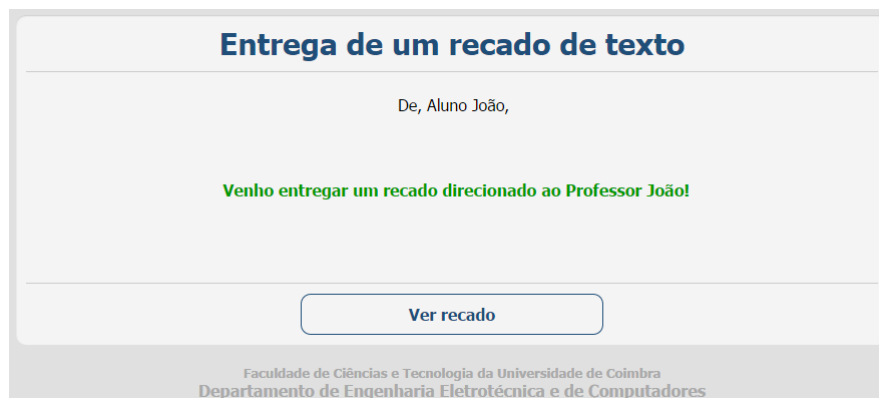 Entrega de um recado de texto
De, Aluno João,
Venho entregar um recado direcionado ao Professor João!
Ver recado
Faculdade de Ciências e Tecnologia da Universidade de Coimbra
Departamento de Engenharia Eletrotécnica e de Computadores